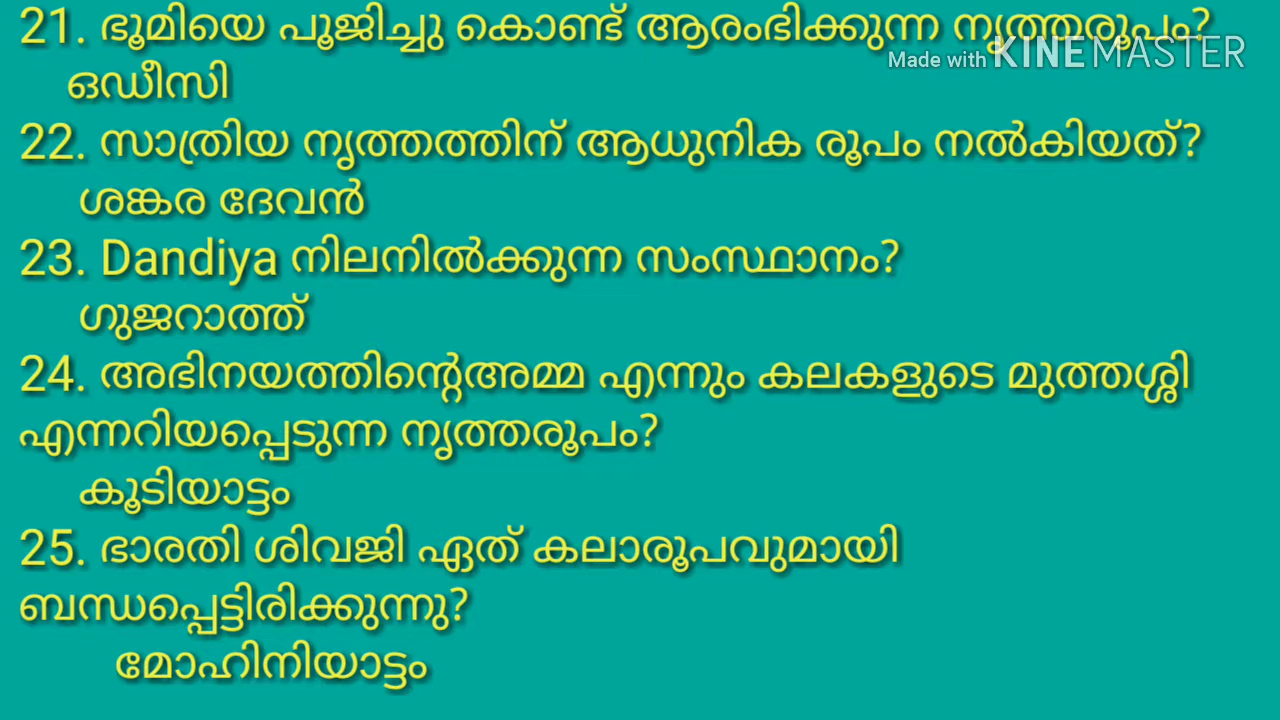 21. ഭൂമിയെ പൂജിച്ചു കൊണ്ട് ആരംഭിക്കുന്ന നൃത്തരൂപം?
Made with KINEMASTER
ഒഡീസി
22. സാത്രിയ നൃത്തത്തിന് ആധുനിക രൂപം നൽകിയത്?
ശങ്കര ദേവൻ
23. Dandiya നിലനിൽക്കുന്ന സംസ്ഥാനം?
ഗുജറാത്ത്
24. അഭിനയത്തിന്റെഅമ്മ എന്നും കലകളുടെ മുത്തശ്ശി
എന്നറിയപ്പെടുന്ന നൃത്തരൂപം?
കൂടിയാട്ടം
25. ഭാരതി ശിവജി ഏത് കലാരൂപവുമായി
ബന്ധപ്പെട്ടിരിക്കുന്നു?
മോഹിനിയാട്ടം